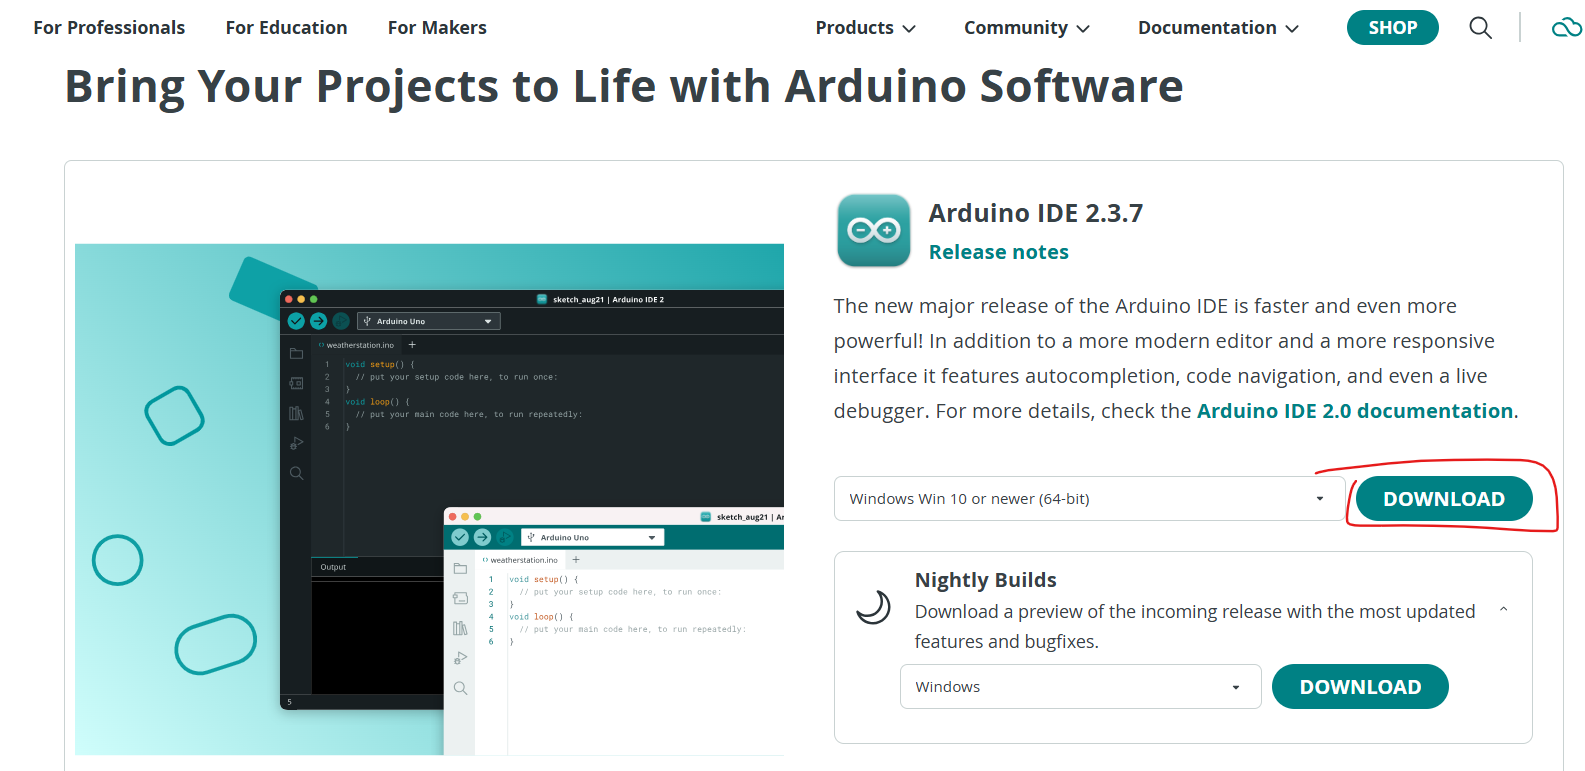 For Professionals For Education For Makers Products Community Documentation SHOP
Bring Your Projects to Life with Arduino Software
Arduino IDE 2.3.7
Release notes
The new major release of the Arduino IDE is faster and even more
powerful! In addition to a more modern editor and a more responsive
interface it features autocompletion, code navigation, and even a live
debugger. For more details, check the Arduino IDE 2.0 documentation.
Windows Win 10 or newer (64-bit) DOWNLOAD
Nightly Builds
Download a preview of the incoming release with the most updated
features and bugfixes.
Windows DOWNLOAD
sketch_aug21 | Arduino IDE 2
Arduino Uno
weatherstation.ino
1 void setup() {
2 // put your setup code here, to run once:
3 }
4 void loop() {
5 // put your main code here, to run repeatedly:
6 }
Output
5
sketch_aug21 | Ar
Arduino Uno
weatherstation.ino
1 void setup() {
2 // put your setup code here, to run once:
3 }
4 void loop() {
5 // put your main code here, to run repeatedly:
6 }